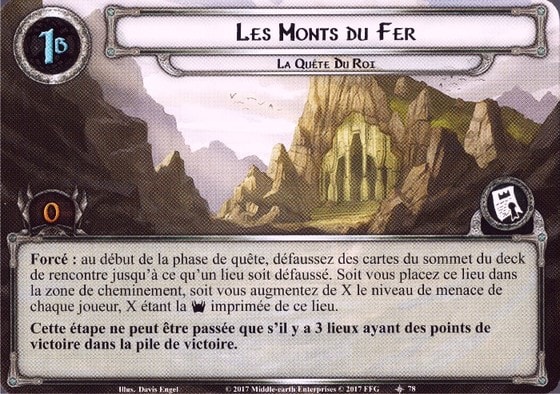 1B
Les Monts du Fer
La Quête Du Roi
0
Forcé : au début de la phase de quête, défaussez des cartes du sommet du deck
de rencontre jusqu'à ce qu'un lieu soit défaussé. Soit vous placez ce lieu dans
la zone de cheminement, soit vous augmentez de X le niveau de menace de
chaque joueur, X étant la imprimée de ce lieu.
Cette étape ne peut être passée que s'il y a 3 lieux ayant des points de
victoire dans la pile de victoire.
Illus. Davis Engel © 2017 Middle-earth Enterprises © 2017 FFG 78